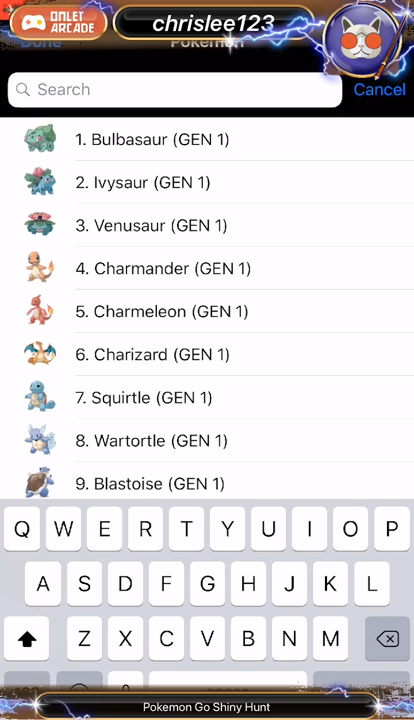 ONLET
ARCADE
chrislee123
Done
Pokémon
Search
Cancel
1. Bulbasaur (GEN 1)
2. Ivysaur (GEN 1)
3. Venusaur (GEN 1)
4. Charmander (GEN 1)
5. Charmeleon (GEN 1)
6. Charizard (GEN 1)
7. Squirtle (GEN 1)
8. Wartortle (GEN 1)
9. Blastoise (GEN 1)
Q W E R T Y U I O P
A S D F G H J K L
Z X C V B N M
Pokemon Go Shiny Hunt